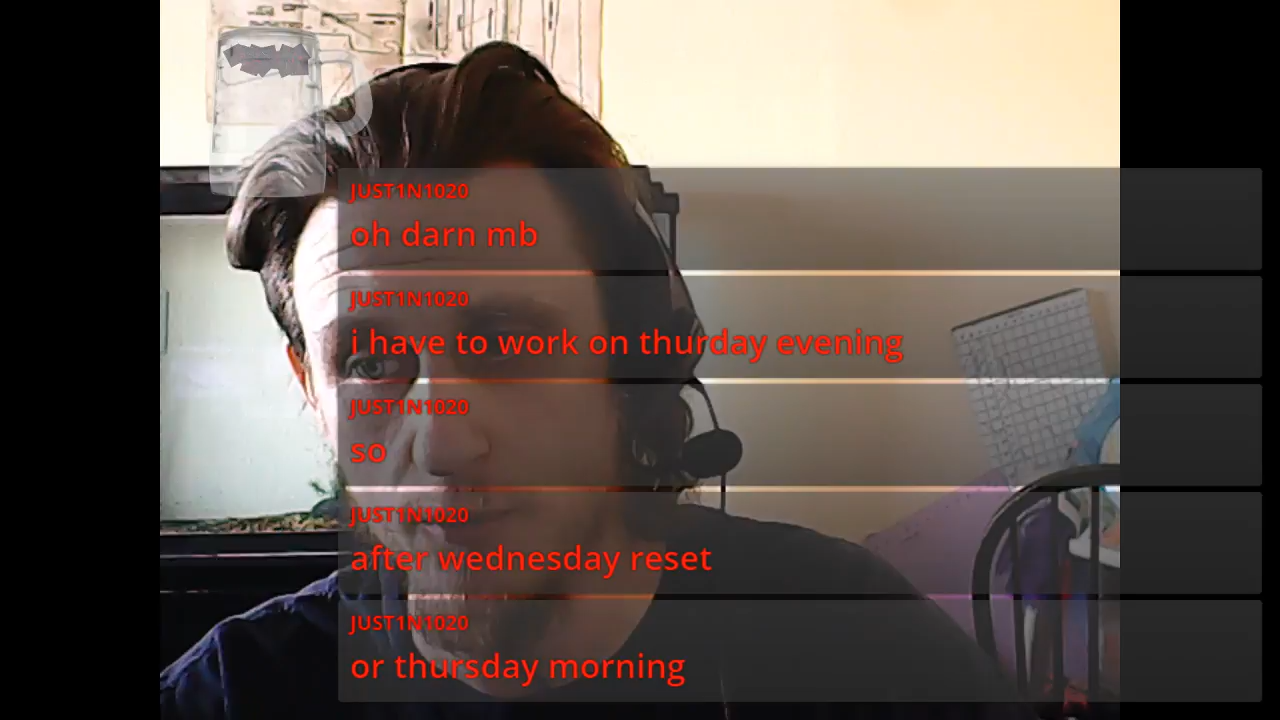 JUST1N1020
oh darn mb
JUST1N1020
i have to work on thurday evening
JUST1N1020
so
JUST1N1020
after wednesday reset
JUST1N1020
or thursday morning